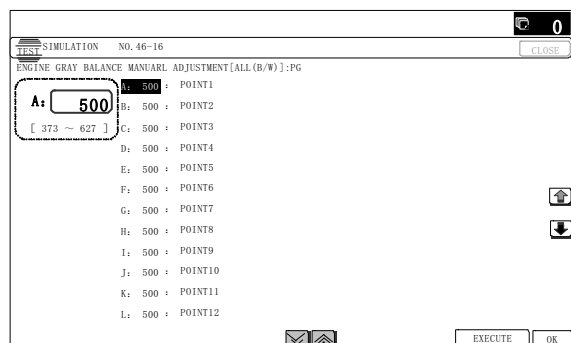 0
TEST SIMULATION NO.46-16
CLOSE
ENGINE GRAY BALANCE MANUARL ADJUSTMENT[ALL(B/W)]:PG
A: 500
[ 373 ~ 627 ]
A: 500 : POINT1
B: 500 : POINT2
C: 500 : POINT3
D: 500 : POINT4
E: 500 : POINT5
F: 500 : POINT6
G: 500 : POINT7
H: 500 : POINT8
I: 500 : POINT9
J: 500 : POINT10
K: 500 : POINT11
L: 500 : POINT12
EXECUTE OK